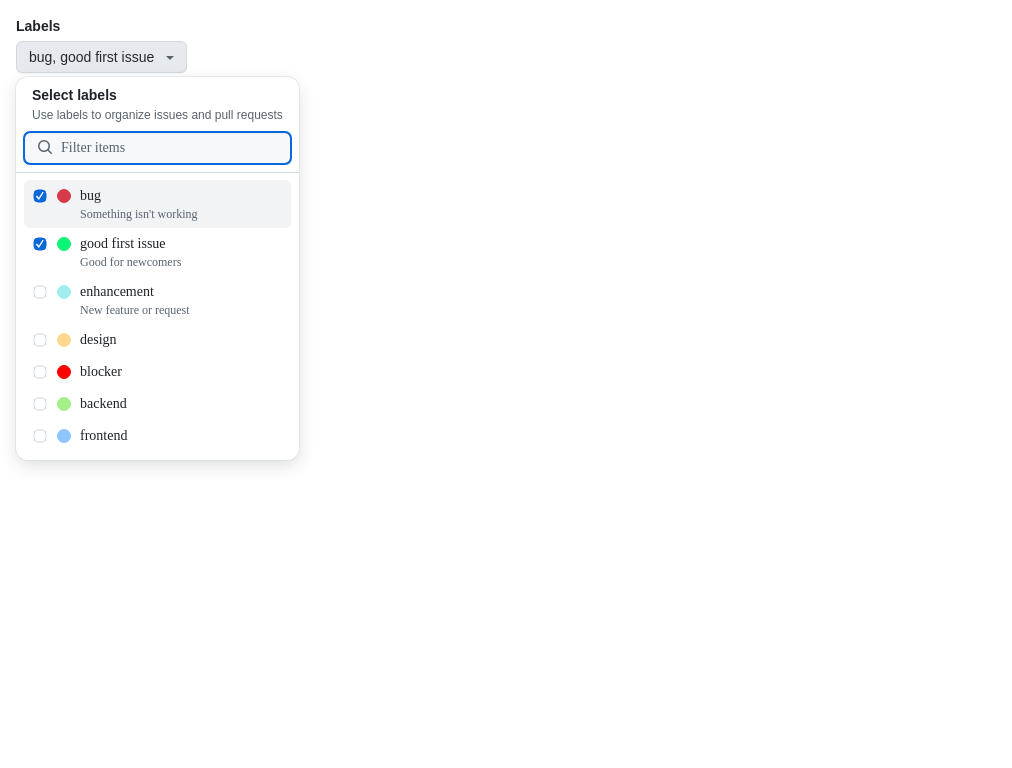 Labels
bug, good first issue
Select labels
Use labels to organize issues and pull requests
Filter items
bug
Something isn't working
good first issue
Good for newcomers
enhancement
New feature or request
design
blocker
backend
frontend